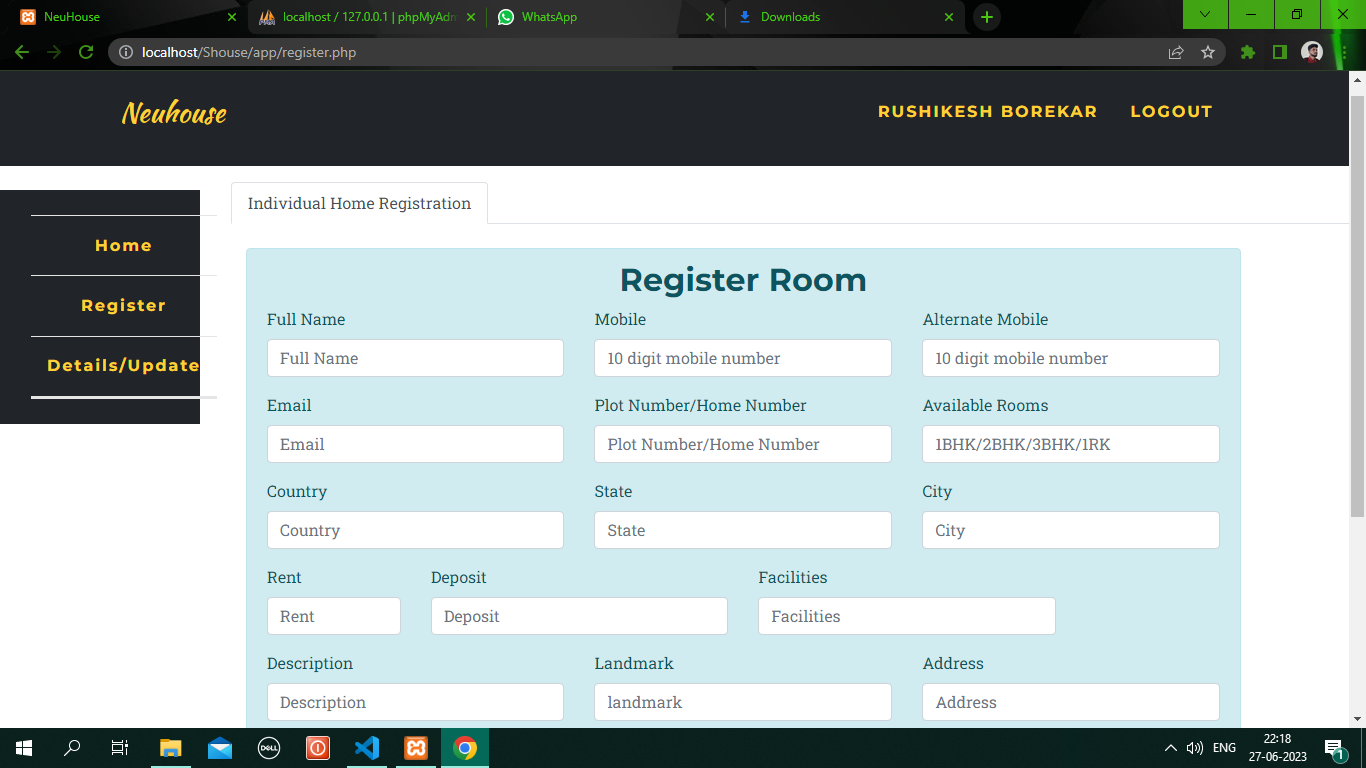 NeuHouse
localhost / 127.0.0.1 | phpMyAdm
WhatsApp
Downloads
localhost/Shouse/app/register.php
Neuhouse
RUSHIKESH BOREKAR
LOGOUT
Individual Home Registration
Home
Register
Details/Update
Register Room
Full Name
Mobile
Alternate Mobile
Full Name
10 digit mobile number
10 digit mobile number
Email
Plot Number/Home Number
Available Rooms
Email
Plot Number/Home Number
1BHK/2BHK/3BHK/1RK
Country
State
City
Country
State
City
Rent
Deposit
Facilities
Rent
Deposit
Facilities
Description
Landmark
Address
Description
landmark
Address
DELL
ENG
22:18
27-06-2023
1